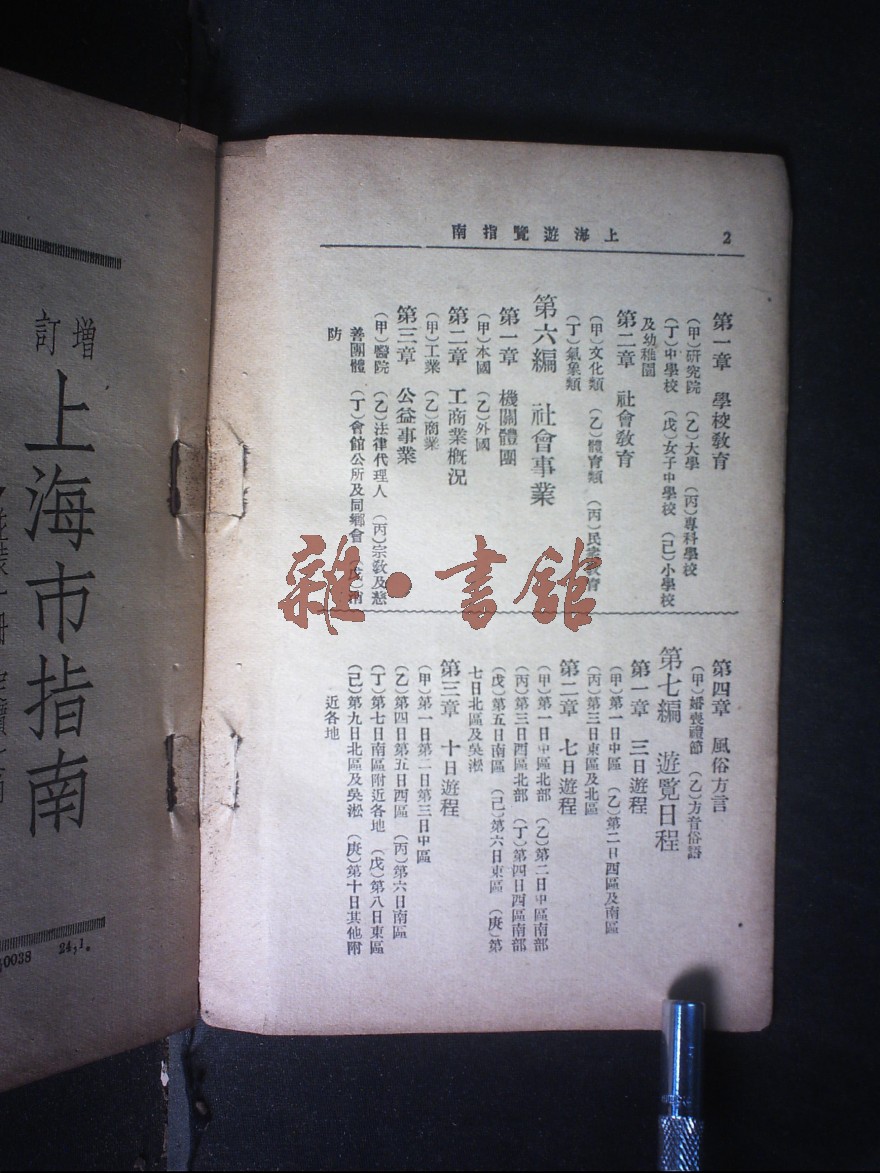 上海遊覽指南
2
第一章 學校教育
(甲)研究院 (乙)大學 (丙)專科學校
(丁)中學校 (戊)女子中學校 (己)小學校
及幼稚園
第二章 社會教育
(甲)文化類 (乙)體育類 (丙)民衆教育
(丁)氣象類
第六編 社會事業
第一章 機關體團
(甲)本國 (乙)外國
第二章 工商業概況
(甲)工業 (乙)商業
第三章 公益事業
(甲)醫院 (乙)法律代理人 (丙)宗教及慈
善團體 (丁)會館公所及同鄉會 (戊)消
防
第四章 風俗方言
(甲)婚喪禮節 (乙)方音俗語
第七編 遊覽日程
第一章 三日遊程
(甲)第一日中區 (乙)第二日西區及南區
(丙)第三日東區及北區
第二章 七日遊程
(甲)第一日中區北部 (乙)第二日中區南部
(丙)第三日西區北部 (丁)第四日西區南部
(戊)第五日南區 (己)第六日東區 (庚)第
七日北區及吳淞
第三章 十日遊程
(甲)第一日第二日第三日中區
(乙)第四日第五日西區 (丙)第六日南區
(丁)第七日南區附近各地 (戊)第八日東區
(己)第九日北區及吳淞 (庚)第十日其他附
近各地
增訂
上海市指南
0038
24,1。
雜·書館